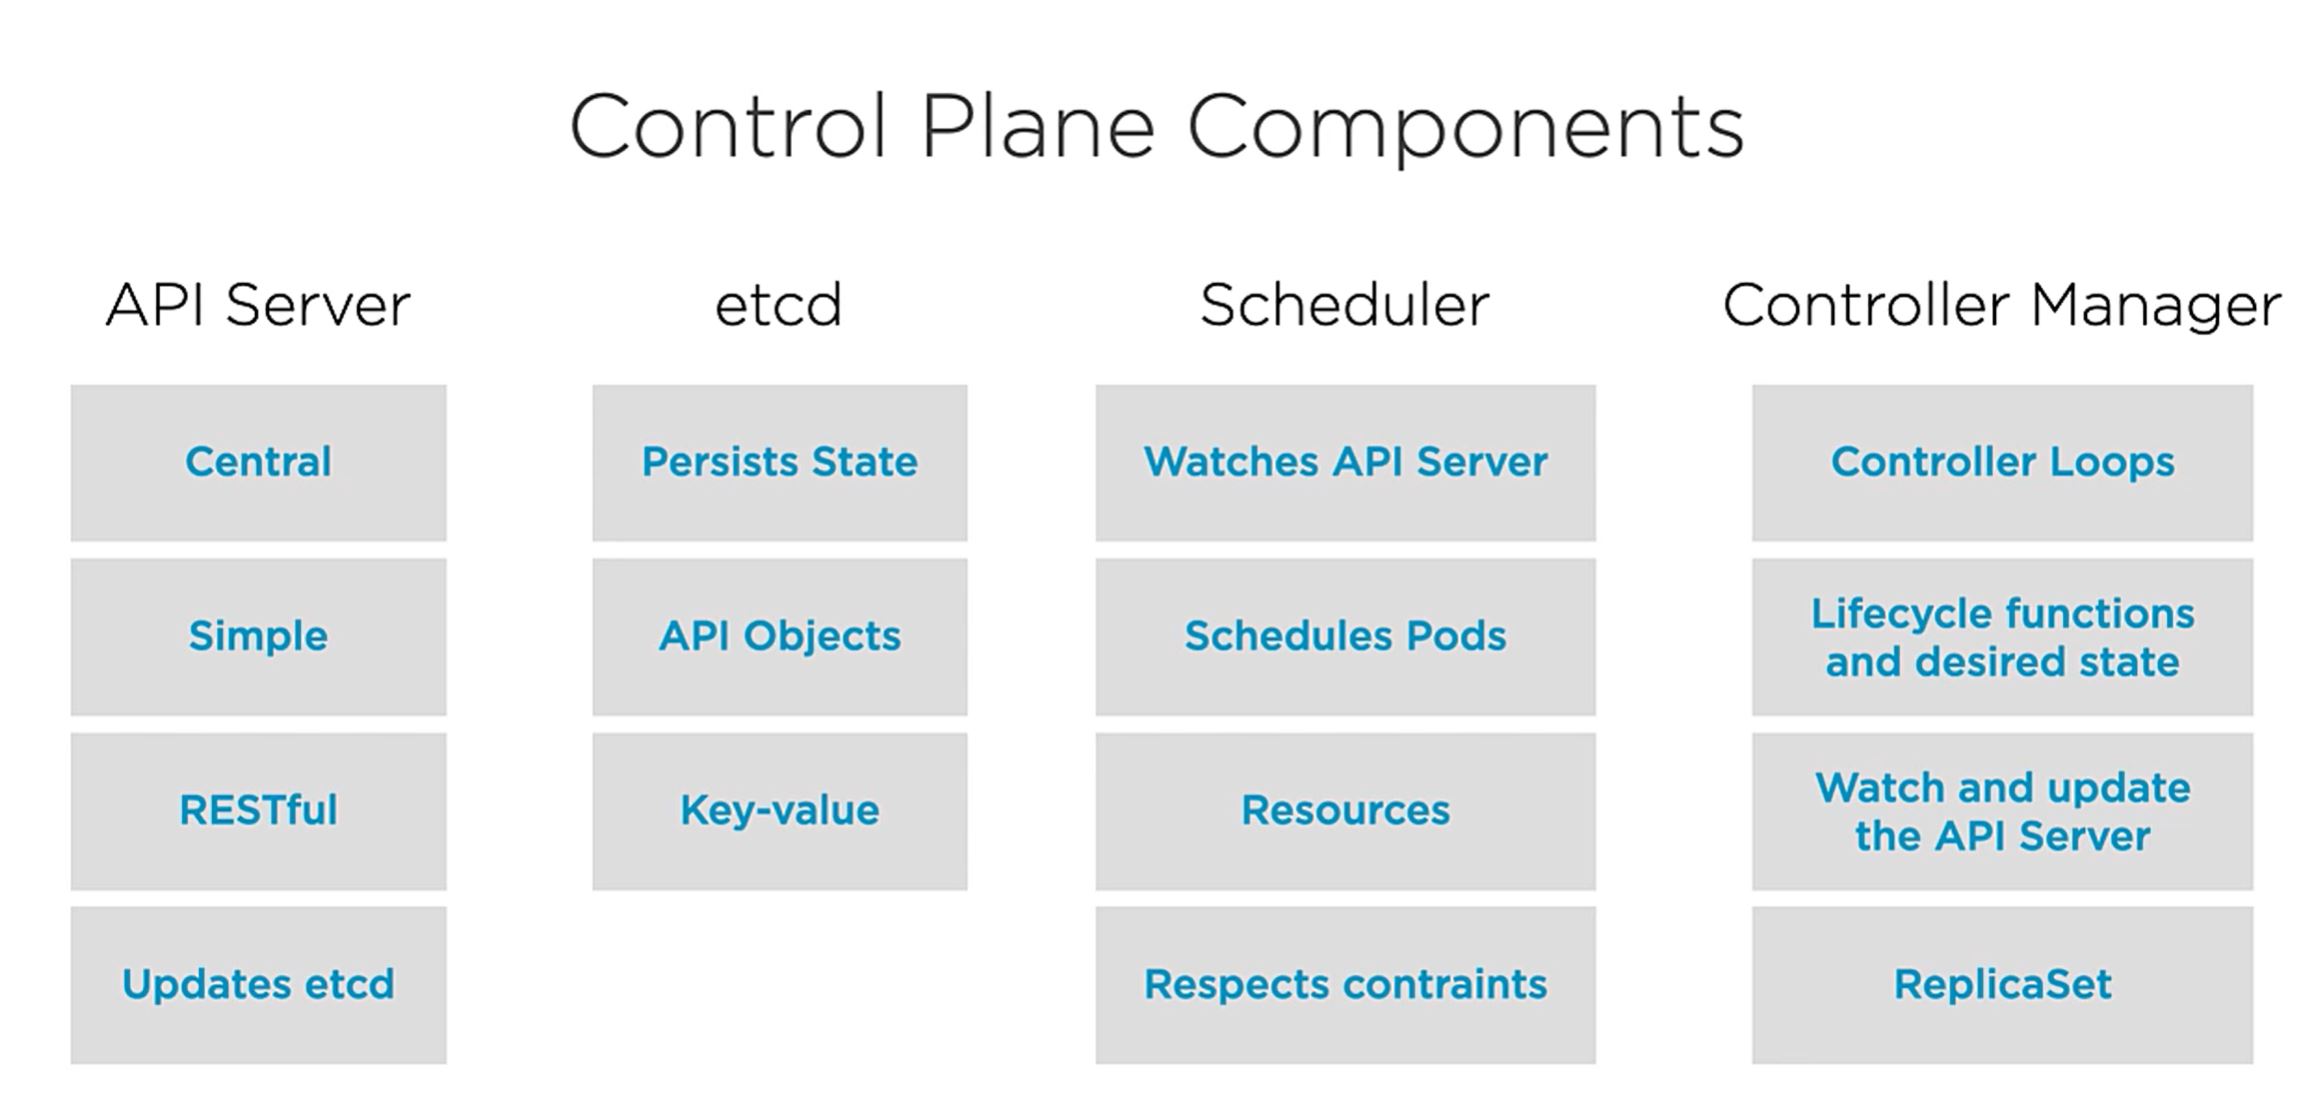 Control Plane Components
API Server
Central
Simple
RESTful
Updates etcd
etcd
Persists State
API Objects
Key-value
Scheduler
Watches API Server
Schedules Pods
Resources
Respects contraints
Controller Manager
Controller Loops
Lifecycle functions
and desired state
Watch and update
the API Server
ReplicaSet